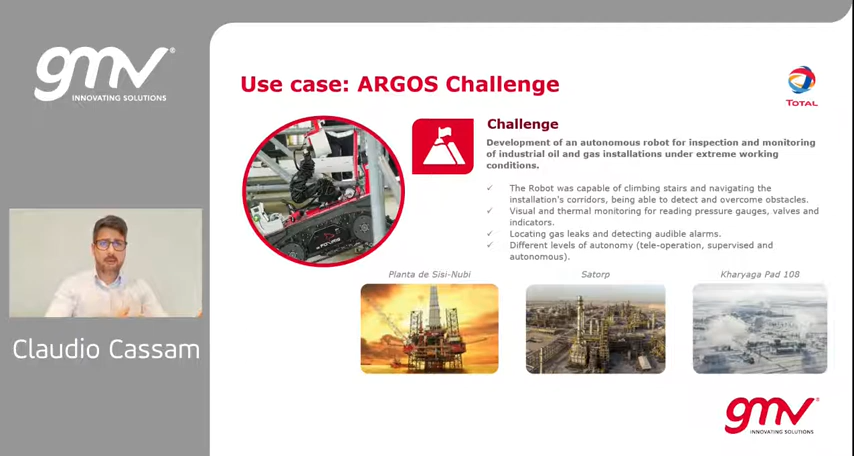 gmv®
INNOVATING SOLUTIONS
Use case: ARGOS Challenge
TOTAL
Challenge
Development of an autonomous robot for inspection and monitoring
of industrial oil and gas installations under extreme working
conditions.
✓ The Robot was capable of climbing stairs and navigating the
installation's corridors, being able to detect and overcome obstacles.
✓ Visual and thermal monitoring for reading pressure gauges, valves and
indicators.
✓ Locating gas leaks and detecting audible alarms.
✓ Different levels of autonomy (tele-operation, supervised and
autonomous).
Planta de Sisi-Nubi
Satorp
Kharyaga Pad 108
Claudio Cassam
gmv®
INNOVATING SOLUTIONS